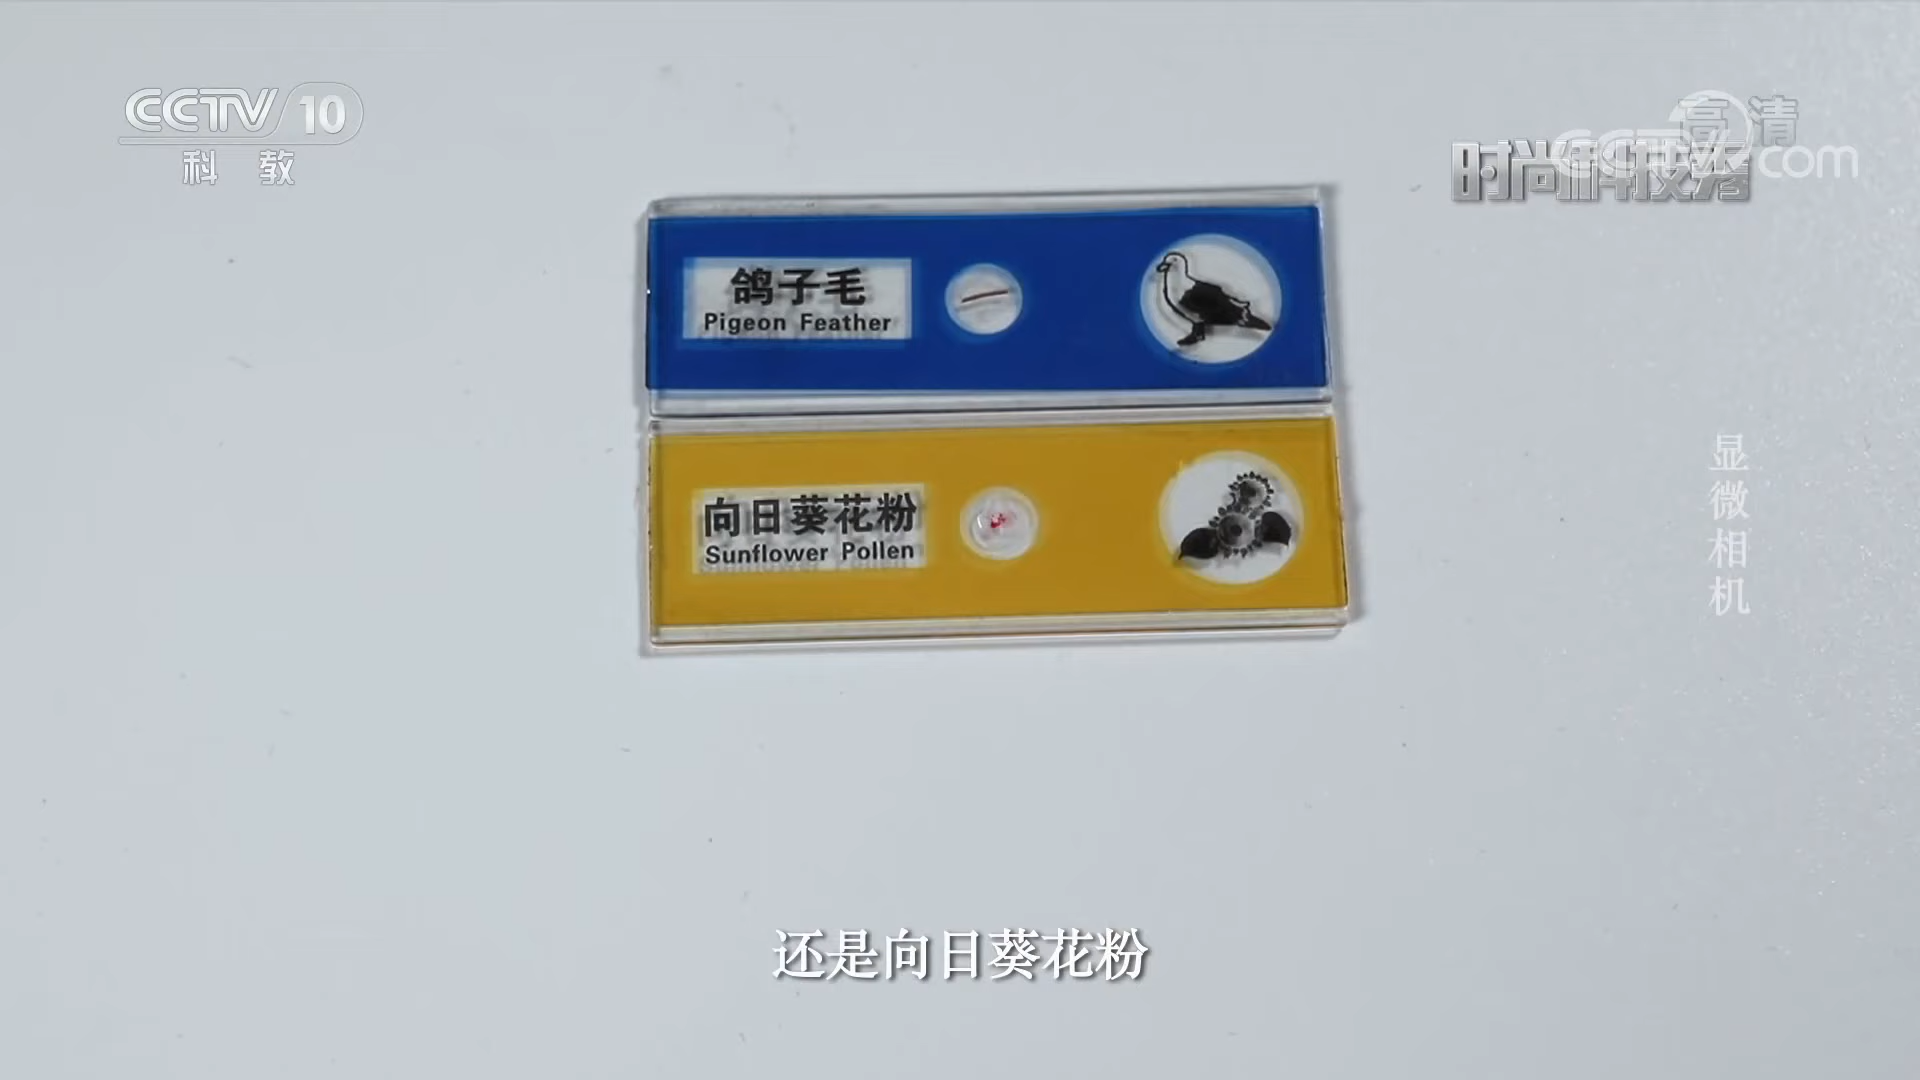 CCTV 10
科教
高清
CCTV.com
时尚科技秀
鸽子毛
Pigeon Feather
向日葵花粉
Sunflower Pollen
显微相机
还是向日葵花粉